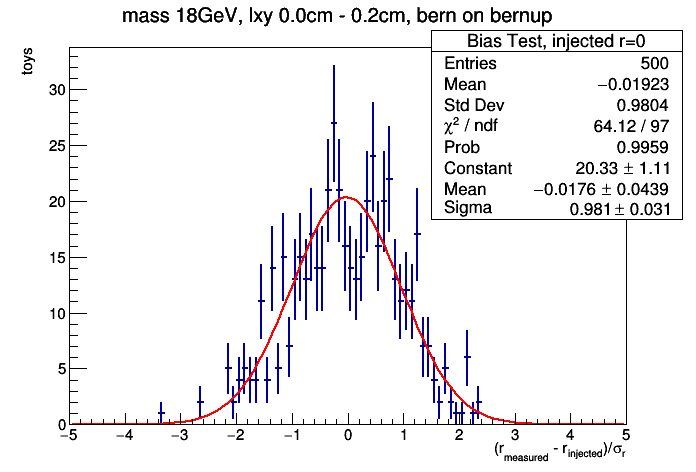 mass 18GeV, lxy 0.0cm - 0.2cm, bern on bernup
Bias Test, injected r=0
Entries 500
Mean −0.01923
Std Dev 0.9804
χ² / ndf 64.12 / 97
Prob 0.9959
Constant 20.33 ± 1.11
Mean −0.0176 ± 0.0439
Sigma 0.981 ± 0.031
toys
30
25
20
15
10
5
0
−5 −4 −3 −2 −1 0 1 2 3 4 5
(r_measured - r_injected)/σ_r